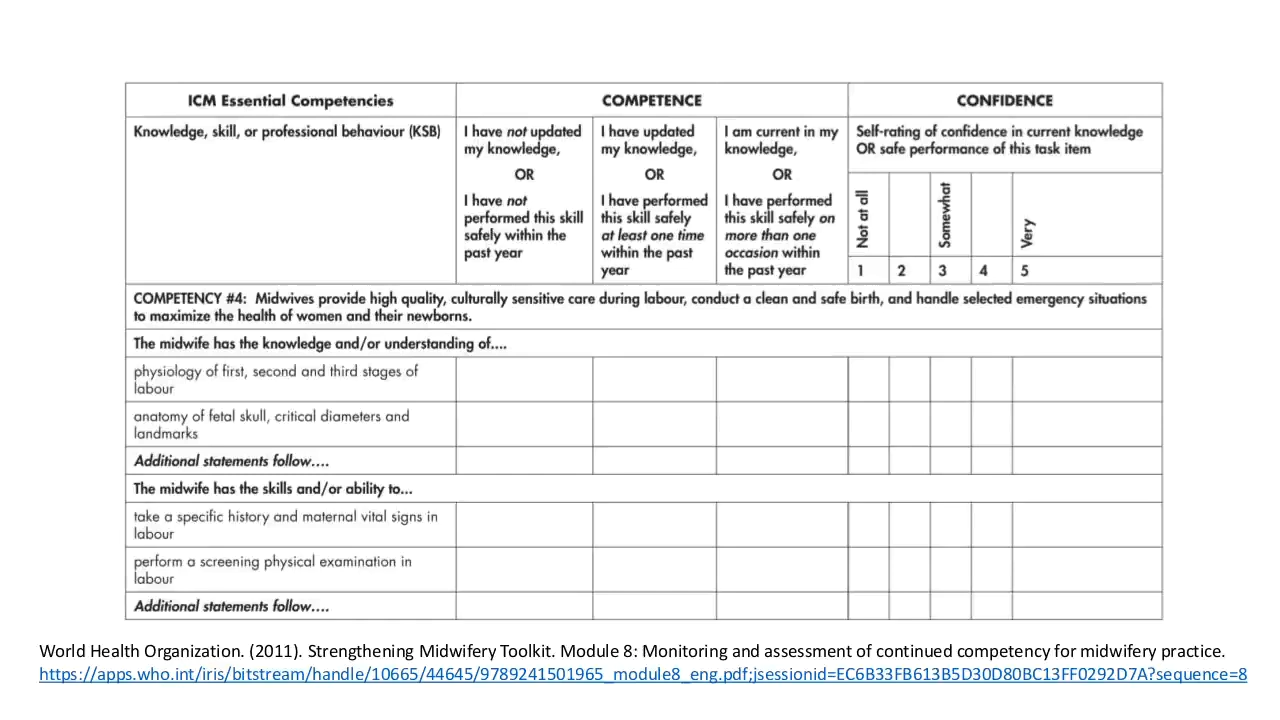 ICM Essential Competencies
COMPETENCE
CONFIDENCE
Knowledge, skill, or professional behaviour (KSB)
I have not updated
my knowledge,
OR
I have not
performed this skill
safely within the
past year
I have updated
my knowledge,
OR
I have performed
this skill safely
at least one time
within the past
year
I am current in my
knowledge,
OR
I have performed
this skill safely on
more than one
occasion within
the past year
Self-rating of confidence in current knowledge
OR safe performance of this task item
Not at all
Somewhat
Very
1
2
3
4
5
COMPETENCY #4: Midwives provide high quality, culturally sensitive care during labour, conduct a clean and safe birth, and handle selected emergency situations
to maximize the health of women and their newborns.
The midwife has the knowledge and/or understanding of....
physiology of first, second and third stages of
labour
anatomy of fetal skull, critical diameters and
landmarks
Additional statements follow....
The midwife has the skills and/or ability to...
take a specific history and maternal vital signs in
labour
perform a screening physical examination in
labour
Additional statements follow....
World Health Organization. (2011). Strengthening Midwifery Toolkit. Module 8: Monitoring and assessment of continued competency for midwifery practice.
https://apps.who.int/iris/bitstream/handle/10665/44645/9789241501965_module8_eng.pdf;jsessionid=EC6B33FB613B5D30D80BC13FF0292D7A?sequence=8